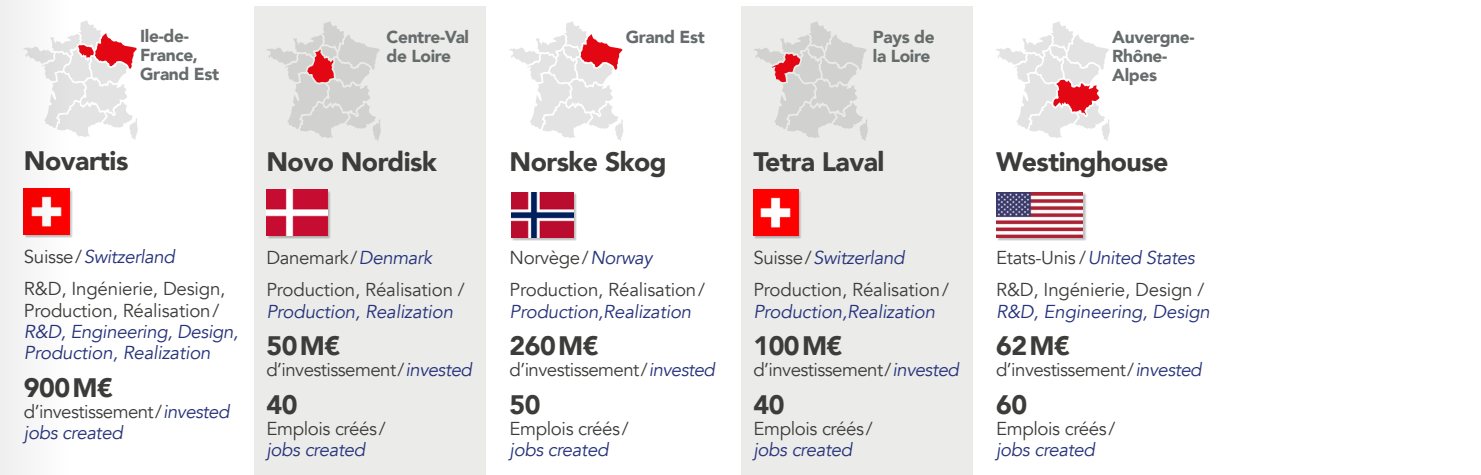 Ile-de-
France,
Grand Est
Novartis
Suisse / Switzerland
R&D, Ingénierie, Design,
Production, Réalisation /
R&D, Engineering, Design,
Production, Realization
900 M€
d'investissement / invested
jobs created
Centre-Val
de Loire
Novo Nordisk
Danemark / Denmark
Production, Réalisation /
Production, Realization
50 M€
d'investissement / invested
40
Emplois créés /
jobs created
Grand Est
Norske Skog
Norvège / Norway
Production, Réalisation /
Production,Realization
260 M€
d'investissement / invested
50
Emplois créés /
jobs created
Pays de
la Loire
Tetra Laval
Suisse / Switzerland
Production, Réalisation /
Production,Realization
100 M€
d'investissement / invested
40
Emplois créés /
jobs created
Auvergne-
Rhône-
Alpes
Westinghouse
Etats-Unis / United States
R&D, Ingénierie, Design /
R&D, Engineering, Design
62 M€
d'investissement / invested
60
Emplois créés /
jobs created